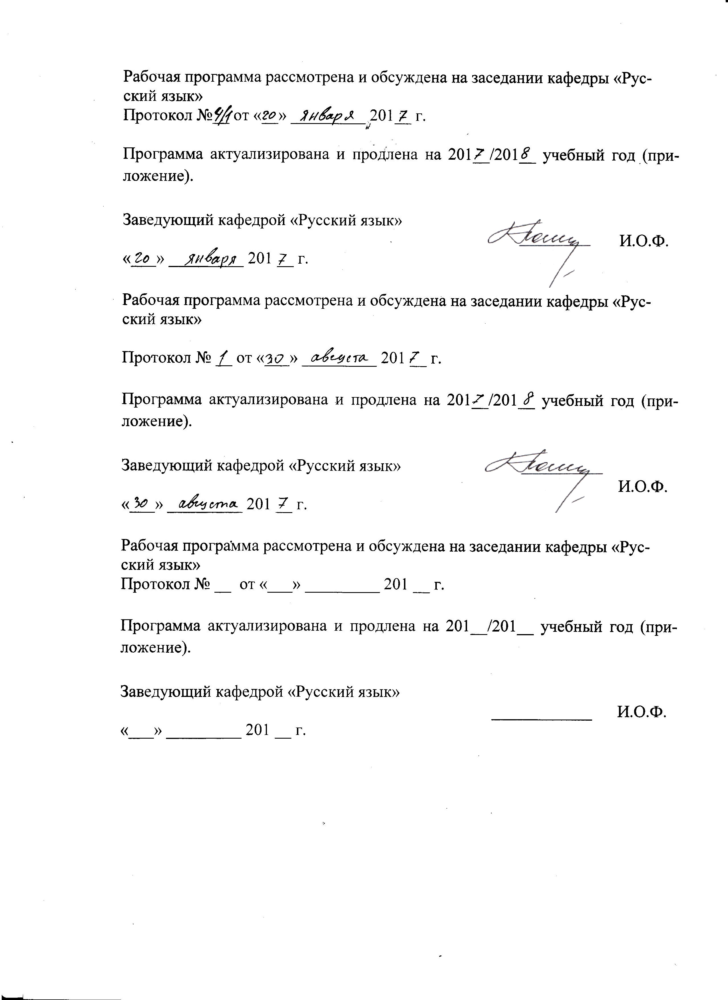 Рабочая программа рассмотрена и обсуждена на заседании кафедры «Рус-
ский язык»
Протокол №4/1 от «20» января 2017 г.
Программа актуализирована и продлена на 2017/2018 учебный год (при-
ложение).
Заведующий кафедрой «Русский язык»
И.О.Ф.
«20» января 2017 г.
Рабочая программа рассмотрена и обсуждена на заседании кафедры «Рус-
ский язык»
Протокол № 1 от «30» августа 2017 г.
Программа актуализирована и продлена на 2017/2018 учебный год (при-
ложение).
Заведующий кафедрой «Русский язык»
И.О.Ф.
«30» августа 2017 г.
Рабочая программа рассмотрена и обсуждена на заседании кафедры «Рус-
ский язык»
Протокол № __ от «___» _________ 201 __ г.
Программа актуализирована и продлена на 201__/201__ учебный год (при-
ложение).
Заведующий кафедрой «Русский язык»
____________ И.О.Ф.
«___» _________ 201 __ г.